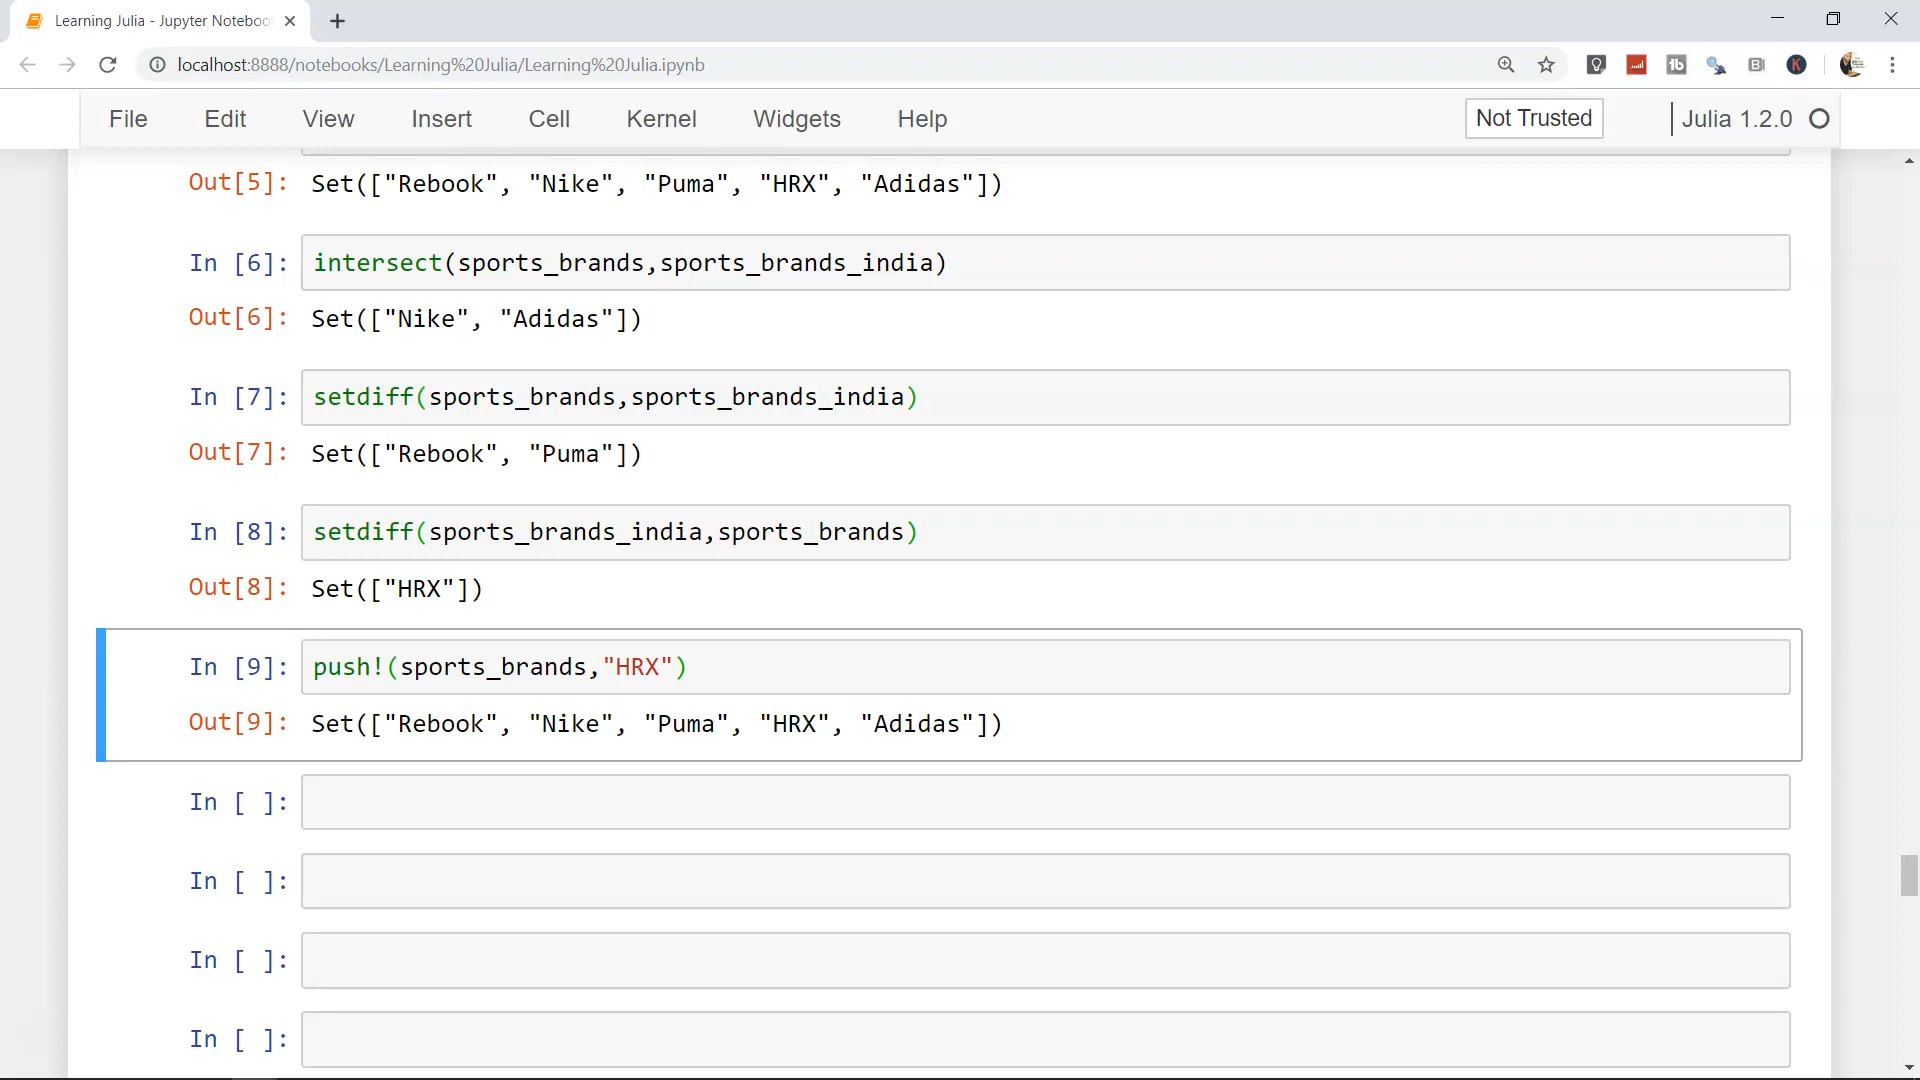 Learning Julia - Jupyter Noteboo
localhost:8888/notebooks/Learning%20Julia/Learning%20Julia.ipynb
File Edit View Insert Cell Kernel Widgets Help Not Trusted Julia 1.2.0
Out[5]: Set(["Rebook", "Nike", "Puma", "HRX", "Adidas"])
In [6]: intersect(sports_brands,sports_brands_india)
Out[6]: Set(["Nike", "Adidas"])
In [7]: setdiff(sports_brands,sports_brands_india)
Out[7]: Set(["Rebook", "Puma"])
In [8]: setdiff(sports_brands_india,sports_brands)
Out[8]: Set(["HRX"])
In [9]: push!(sports_brands,"HRX")
Out[9]: Set(["Rebook", "Nike", "Puma", "HRX", "Adidas"])
In [ ]:
In [ ]:
In [ ]:
In [ ]: